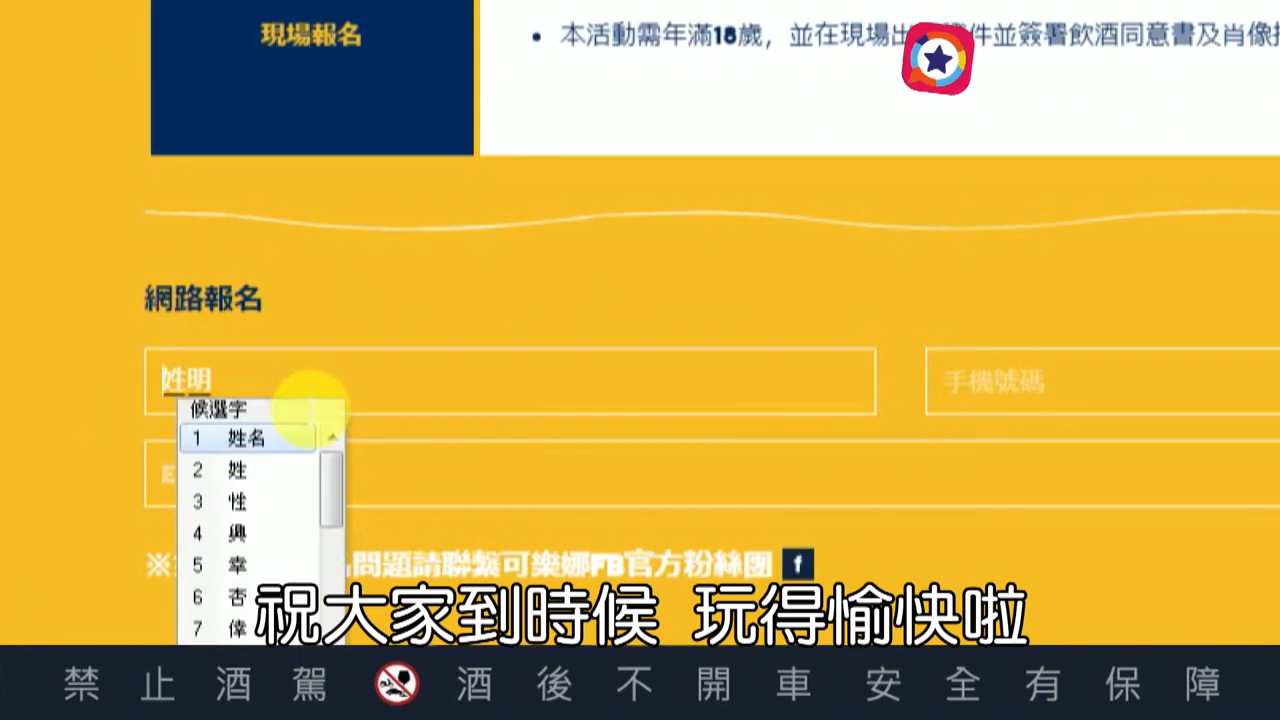 現場報名
• 本活動需年滿18歲，並在現場出 件並簽署飲酒同意書及肖像
網路報名
姓明
手機號碼
候選字
1 姓名
2 姓
3 性
4 興
5 幸
6 杏
7 倖
E
※ 問題請聯繫可樂娜FB官方粉絲團 f
祝大家到時候 玩得愉快啦
禁止酒駕 酒後不開車安全有保障